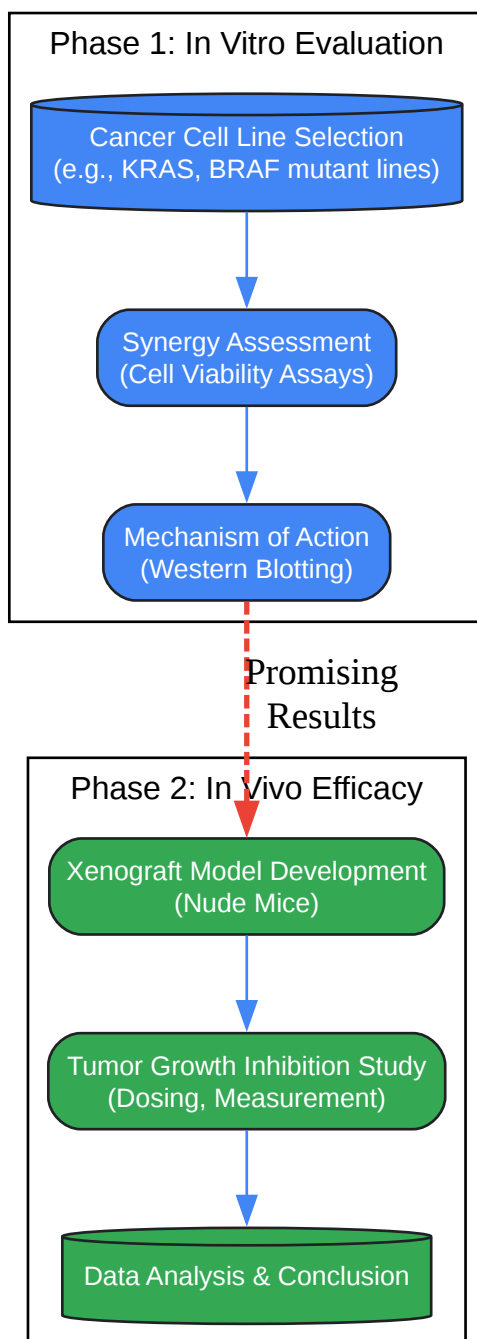 Phase 1: In Vitro Evaluation
Cancer Cell Line Selection
(e.g., KRAS, BRAF mutant lines)
Synergy Assessment
(Cell Viability Assays)
Mechanism of Action
(Western Blotting)
Promising
Results
Phase 2: In Vivo Efficacy
Xenograft Model Development
(Nude Mice)
Tumor Growth Inhibition Study
(Dosing, Measurement)
Data Analysis & Conclusion